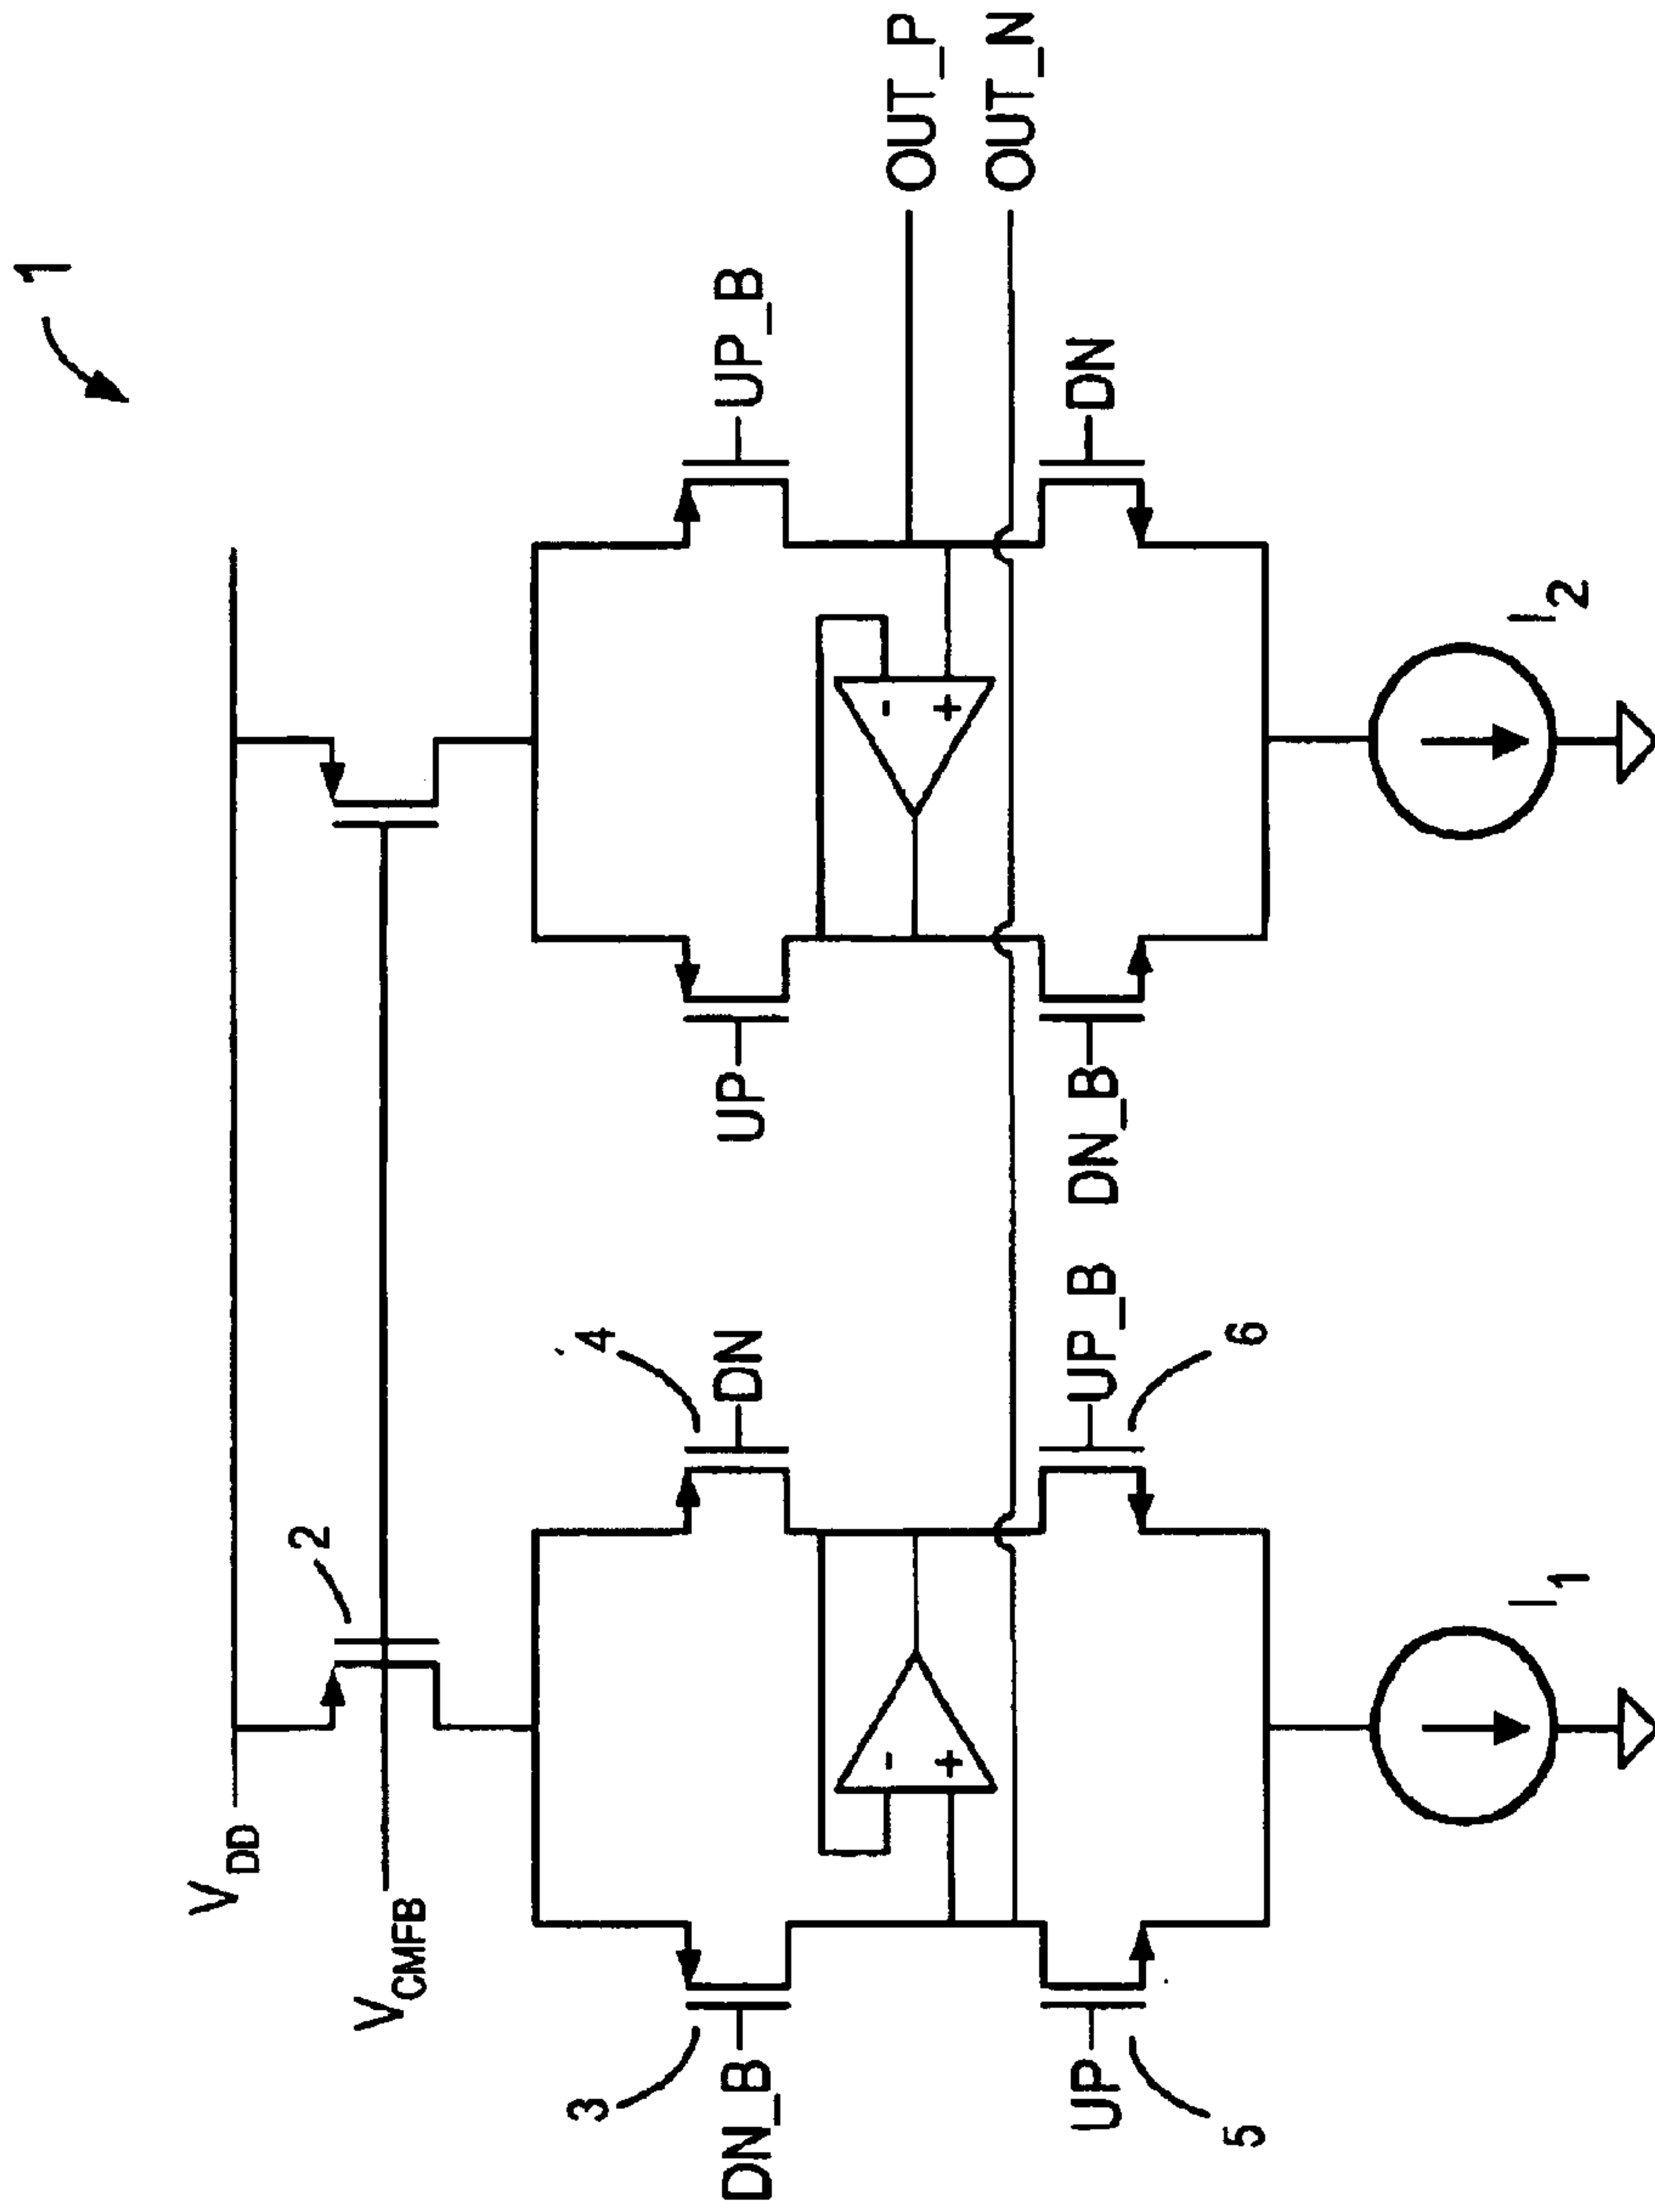 1
V_DD
V_CMFB
2
3
DN_B
4
DN
UP
UP_B
OUT_P
OUT_N
UP
5
UP_B
6
DN_B
DN
I_1
I_2